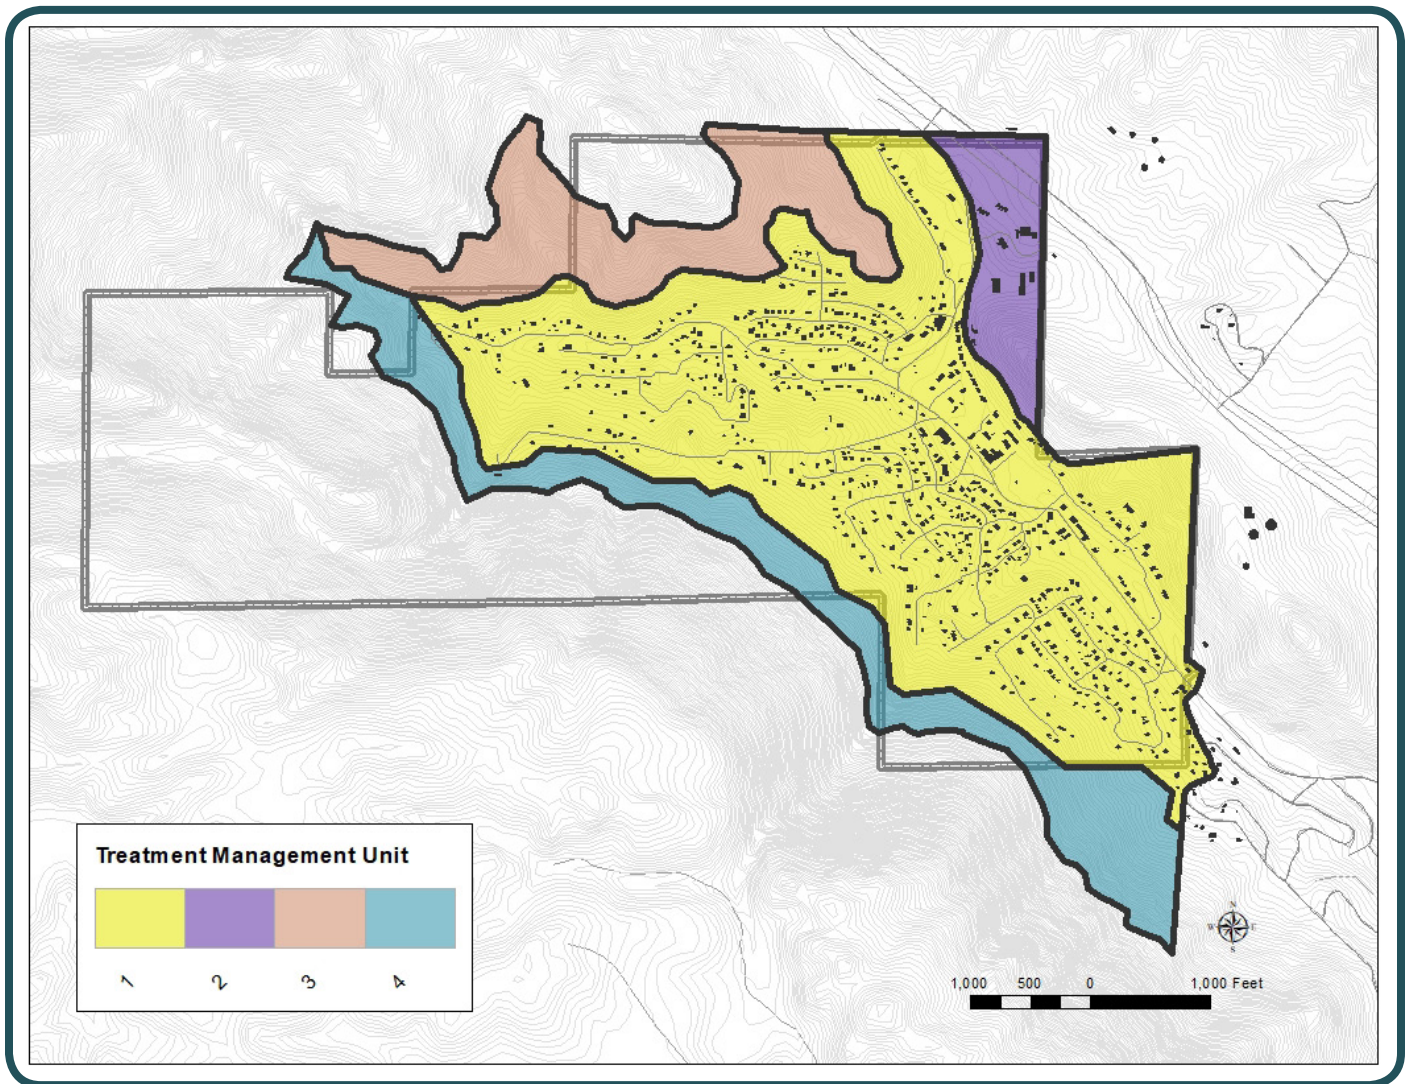 Treatment Management Unit
1 2 3 4
N
W E
S
1,000 500 0 1,000 Feet